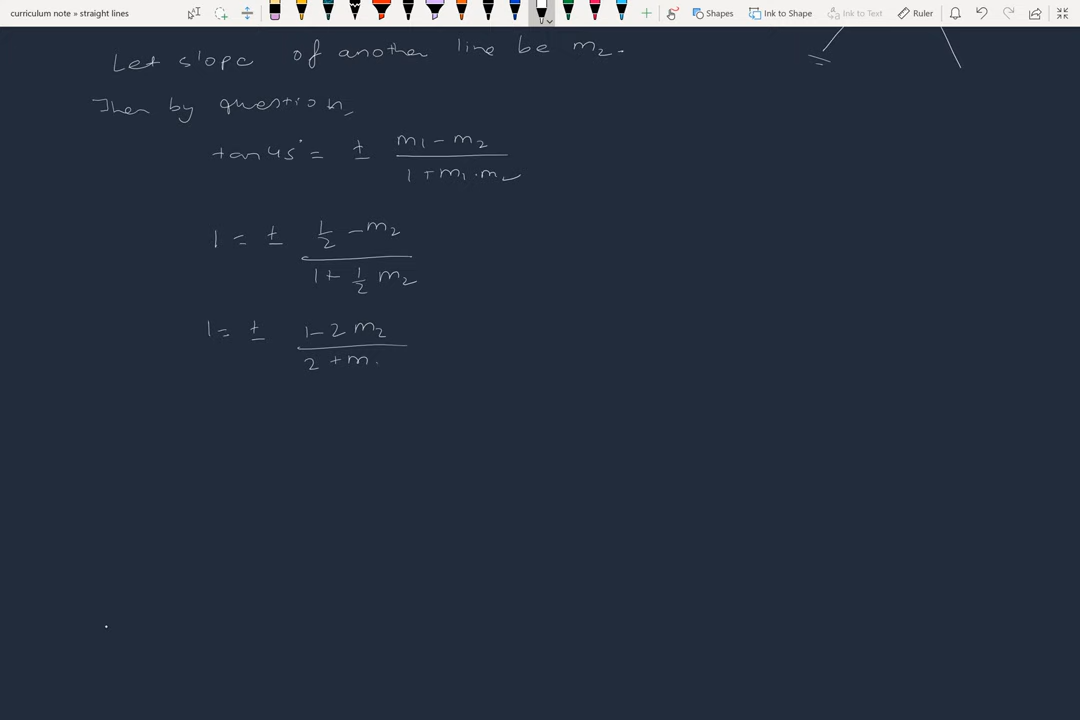 curriculum note » straight lines
Shapes Ink to Shape Ink to Text Ruler
Let slope of another line be m₂.
Then by question,
tan45° = ± (m₁ - m₂)/(1 + m₁·m₂)
1 = ± (1/2 - m₂)/(1 + 1/2 m₂)
1 = ± (1 - 2m₂)/(2 + m